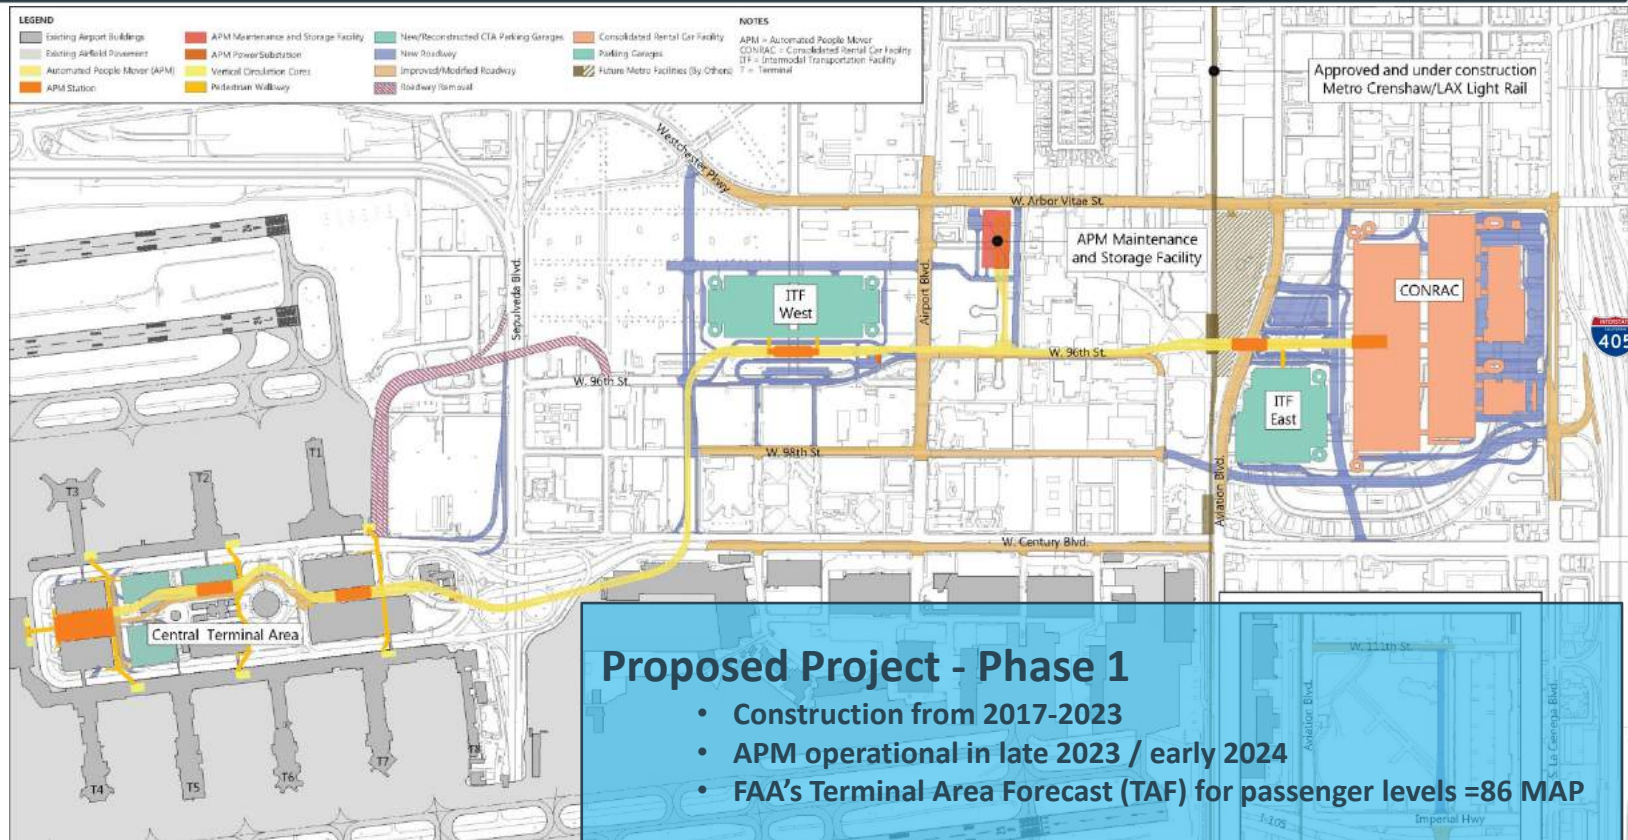 LEGEND
Existing Airport Buildings
Existing Airfield Pavement
Automated People Mover (APM)
APM Station
APM Maintenance and Storage Facility
APM Power Substation
Vertical Circulation Cores
Pedestrian Walkway
New/Reconstructed CTA Parking Garages
New Roadway
Improved/Modified Roadway
Roadway Removal
Consolidated Rental Car Facility
Parking Garages
Future Metro Facilities (By Others)
NOTES
APM = Automated People Mover
CONRAC = Consolidated Rental Car Facility
ITF = Intermodal Transportation Facility
T = Terminal
Approved and under construction
Metro Crenshaw/LAX Light Rail
Westchester Pkwy
W. Arbor Vitae St.
APM Maintenance
and Storage Facility
Sepulveda Blvd.
Airport Blvd.
ITF
West
CONRAC
INTERSTATE
CALIFORNIA
405
W. 96th St.
W. 96th St.
ITF
East
W. 98th St.
Aviation Blvd.
W. Century Blvd.
T3
T2
T1
Central Terminal Area
T4
T5
T6
T7
T8
Proposed Project - Phase 1
• Construction from 2017-2023
• APM operational in late 2023 / early 2024
• FAA's Terminal Area Forecast (TAF) for passenger levels =86 MAP
W. 111th St.
Aviation Blvd.
S. La Cienega Blvd.
Imperial Hwy
I-105